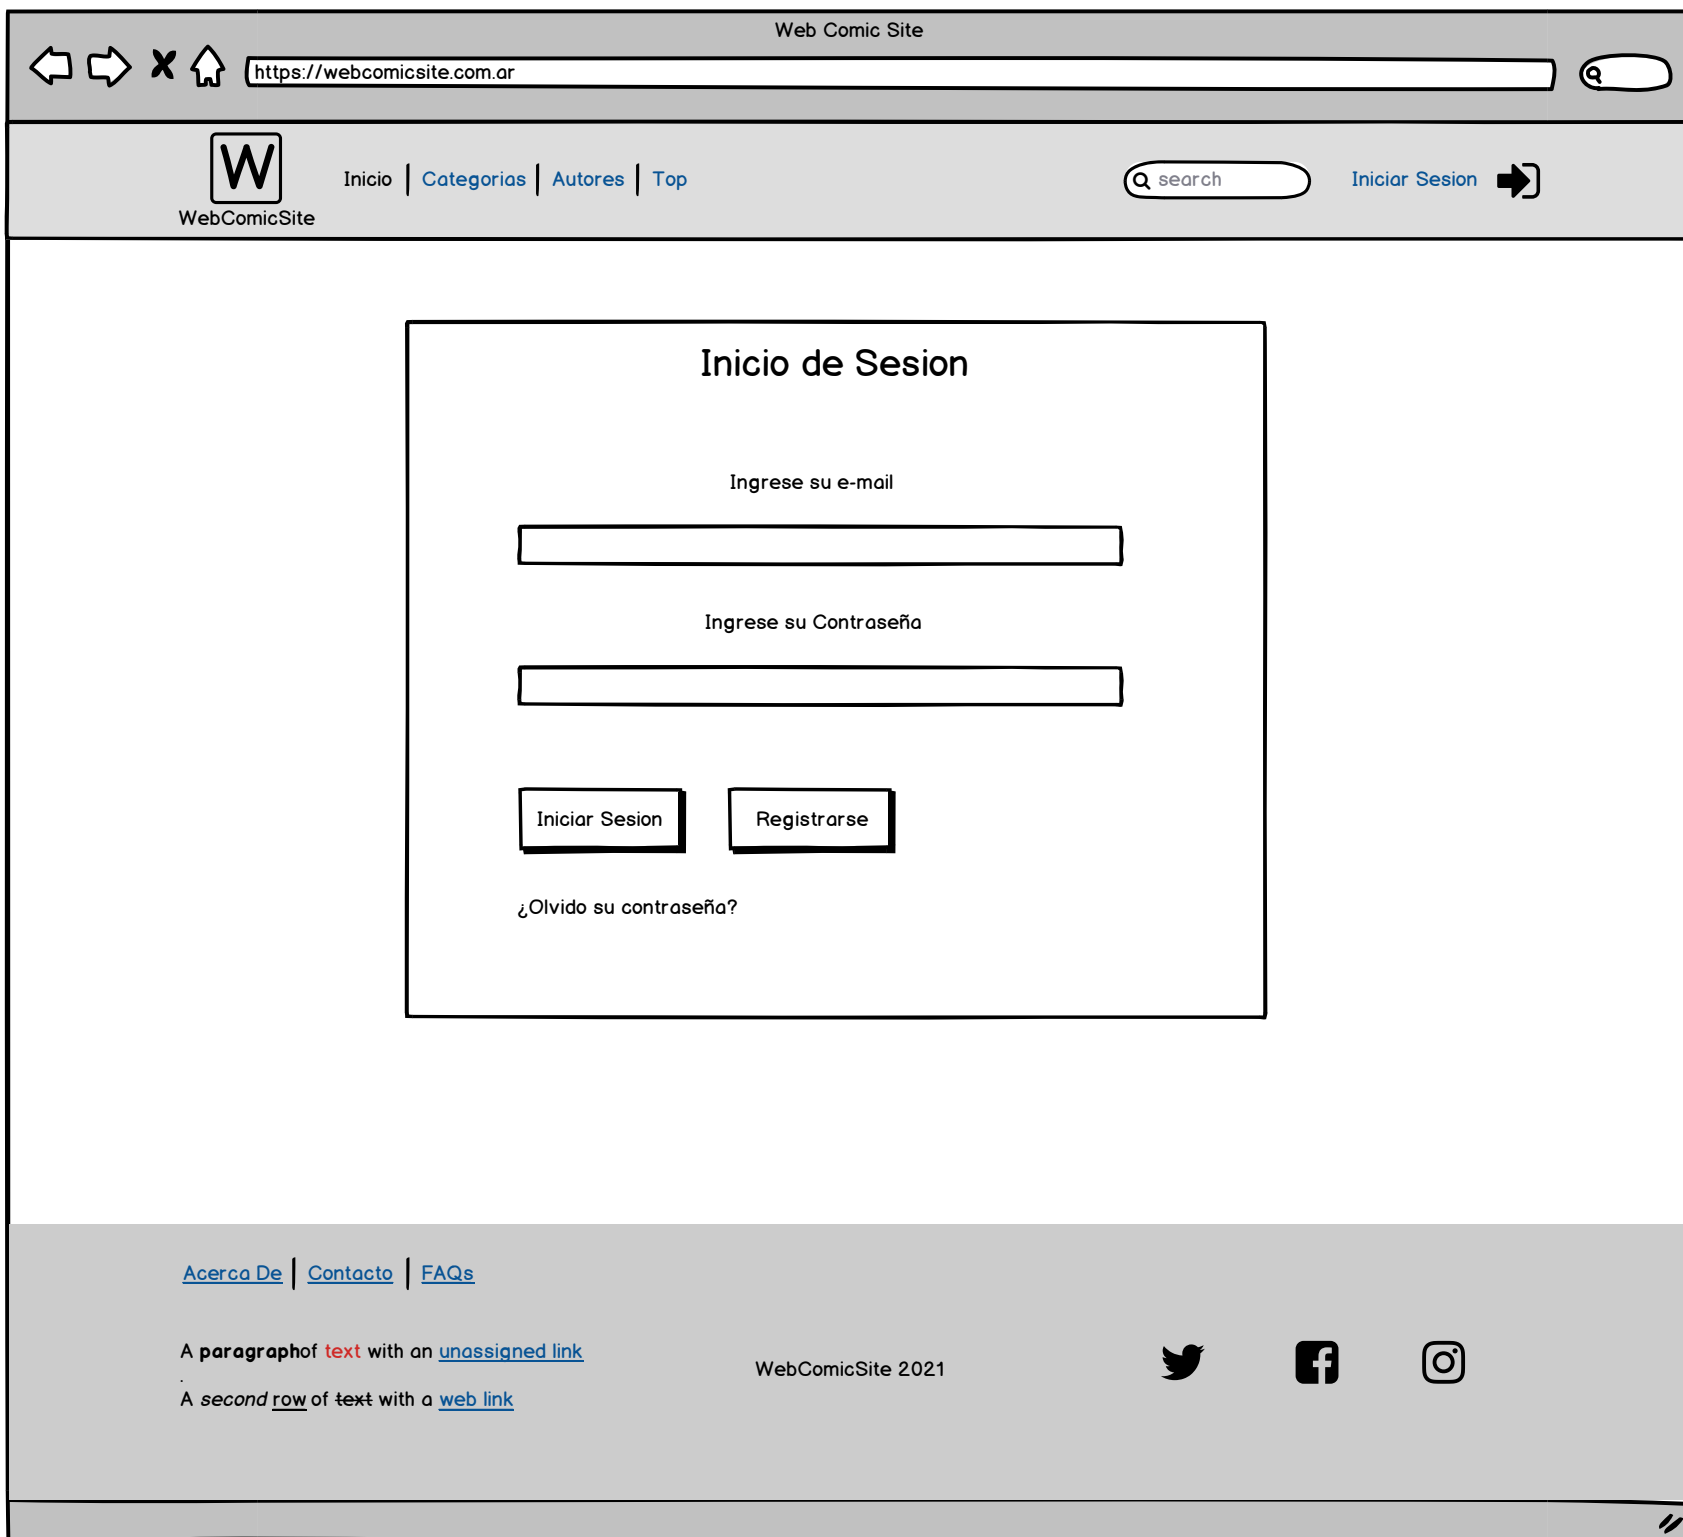 Web Comic Site
https://webcomicsite.com.ar
W
WebComicSite
Inicio Categorias Autores Top
search
Iniciar Sesion
Inicio de Sesion
Ingrese su e-mail
Ingrese su Contraseña
Iniciar Sesion Registrarse
¿Olvido su contraseña?
Acerca De Contacto FAQs
A paragraphof text with an unassigned link
.
A second row of text with a web link
WebComicSite 2021